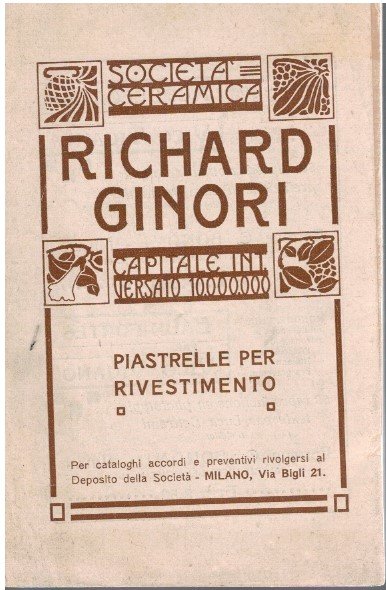 SOCIETÀ
CERAMICA
RICHARD
GINORI
CAPITALE INT.
VERSATO 10.000.000
PIASTRELLE PER
RIVESTIMENTO
Per cataloghi accordi e preventivi rivolgersi al
Deposito della Società - MILANO, Via Bigli 21.